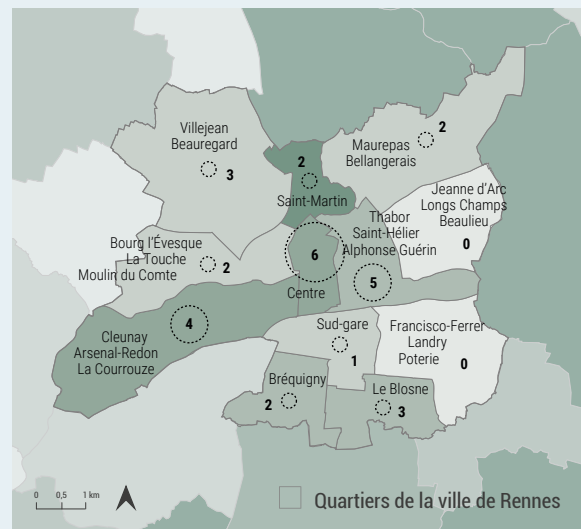 Villejean
Beauregard
3
2
Saint-Martin
2
Maurepas
Bellangerais
Jeanne d'Arc
Longs Champs
Beaulieu
0
Thabor
Saint-Hélier
Alphonse Guérin
5
Bourg l'Évesque
La Touche
Moulin du Comte
2
6
Centre
4
Cleunay
Arsenal-Redon
La Courrouze
Sud-gare
1
Francisco-Ferrer
Landry
Poterie
0
Bréquigny
2
Le Blosne
3
0 0,5 1 km
Quartiers de la ville de Rennes